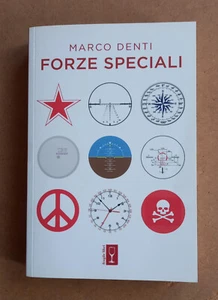 MARCO DENTI
FORZE SPECIALI